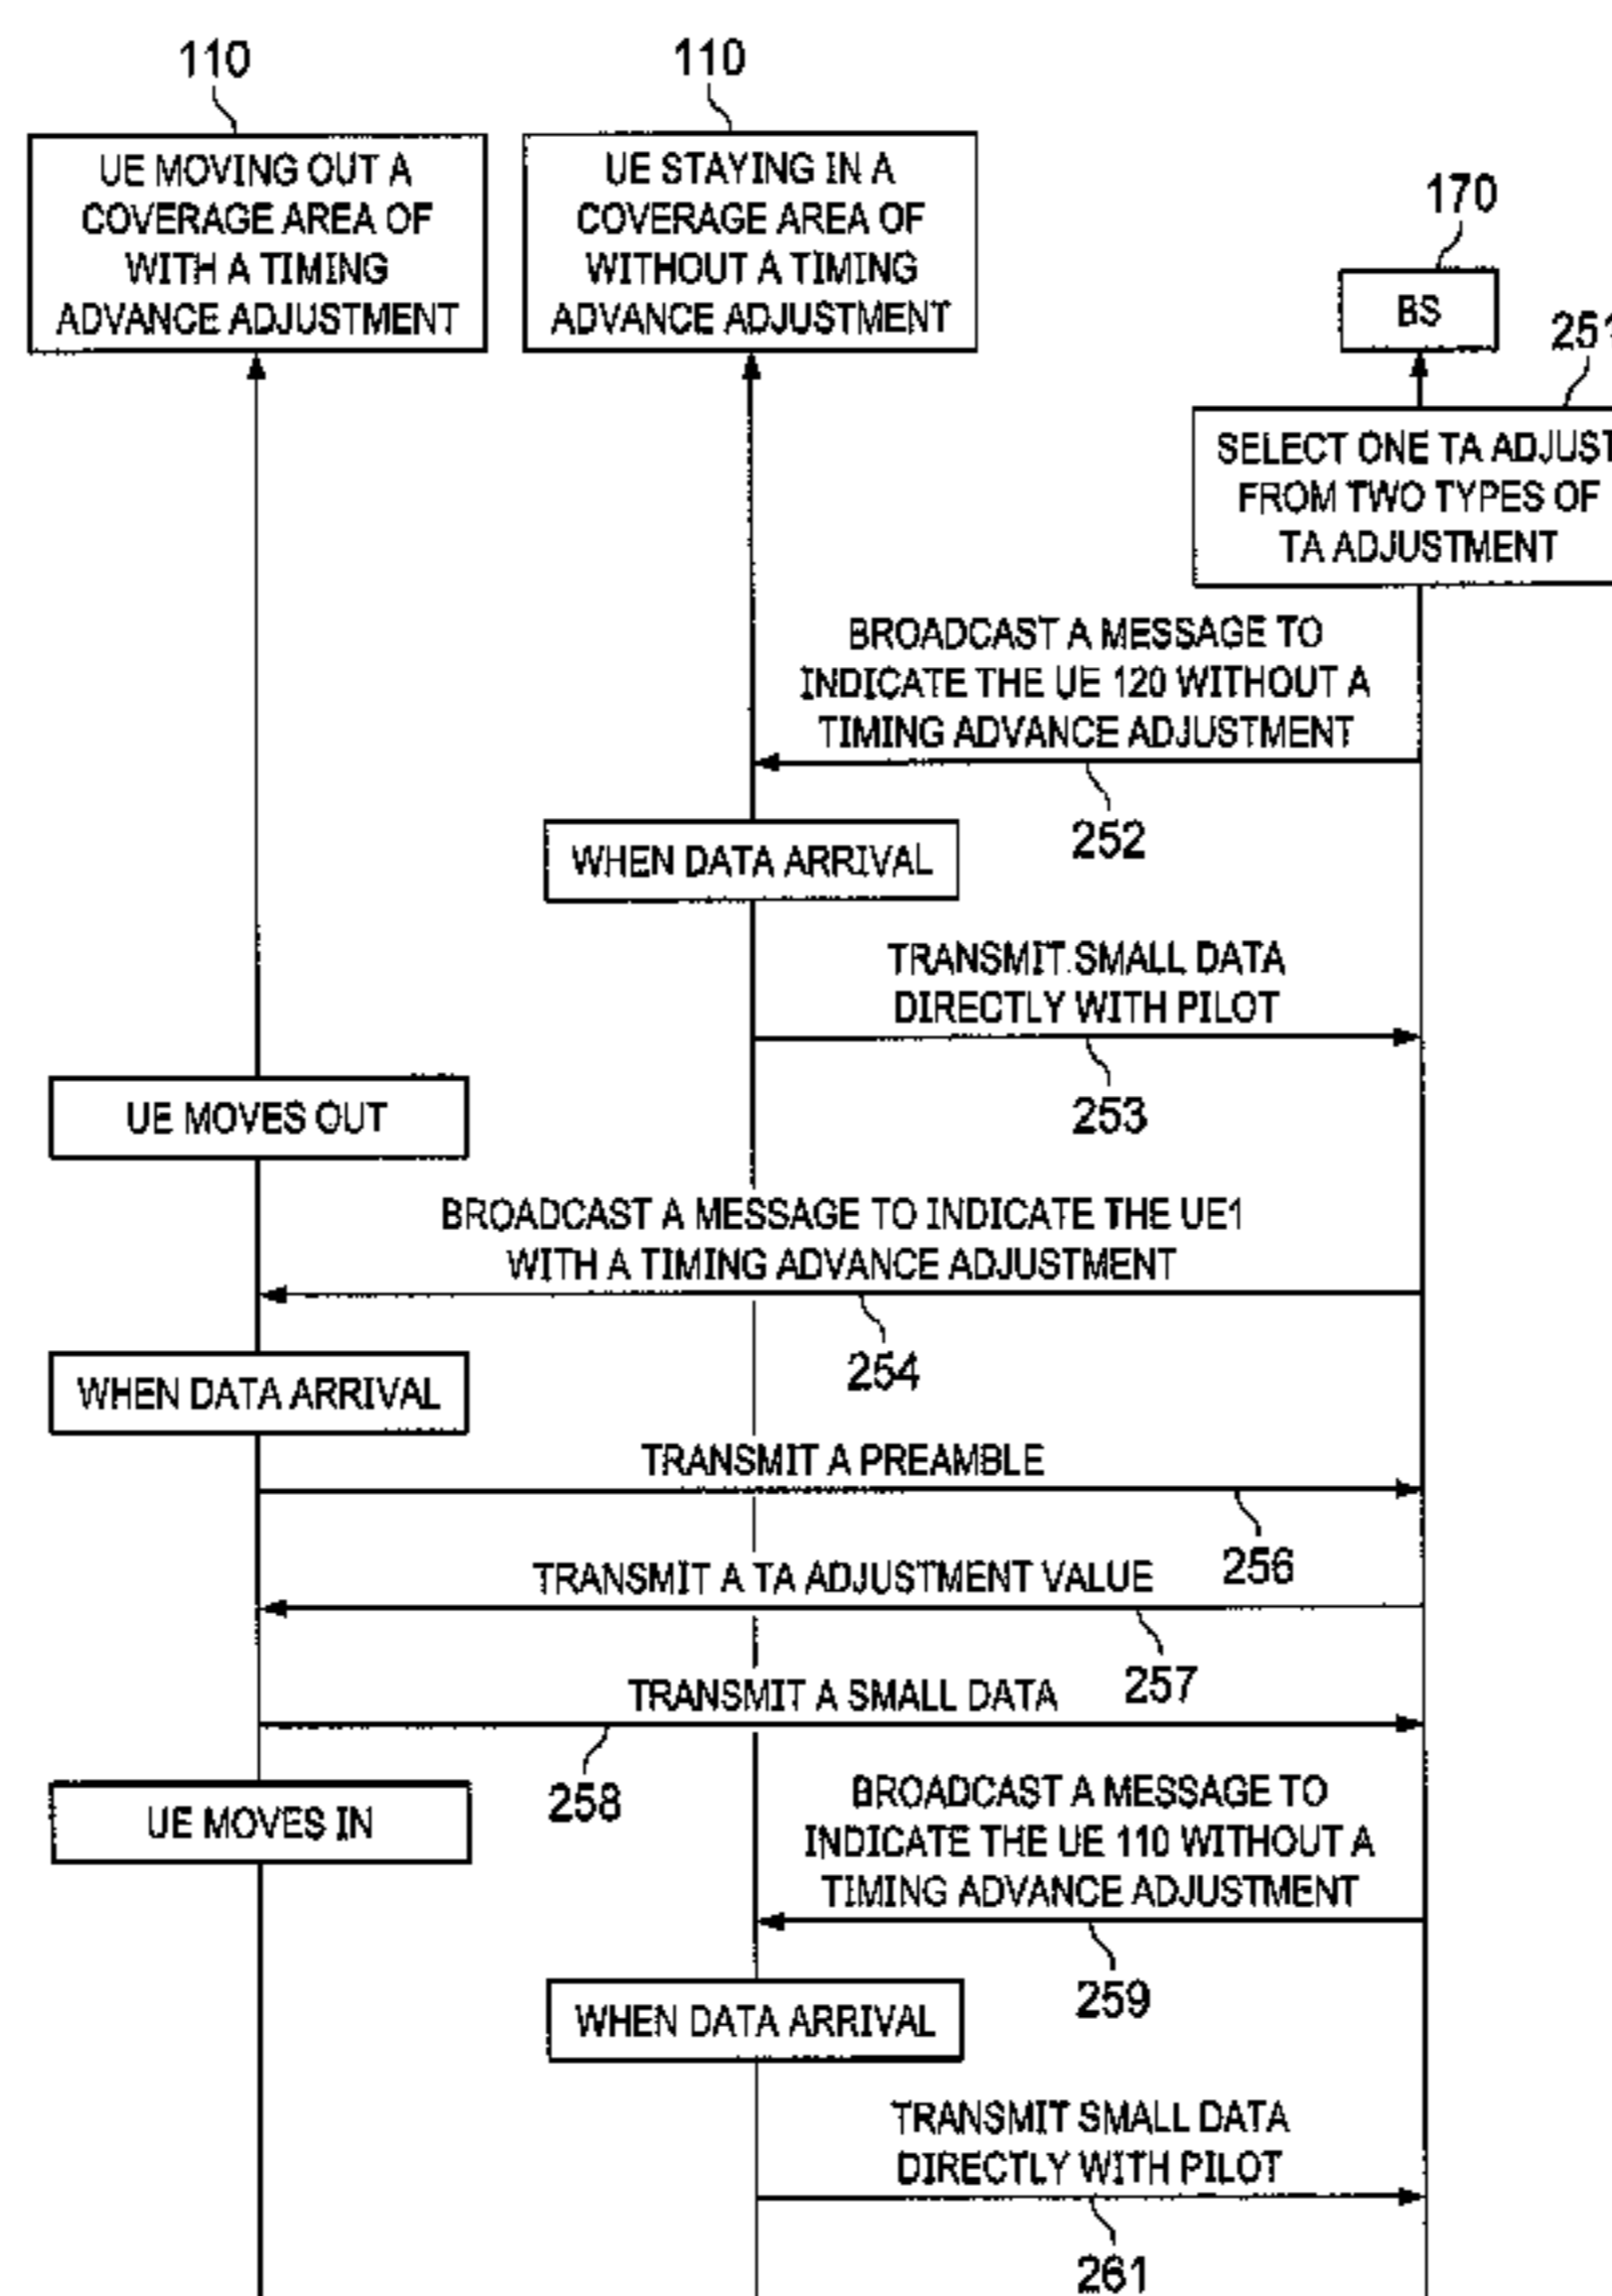 110
110
UE MOVING OUT A
COVERAGE AREA OF
WITH A TIMING
ADVANCE ADJUSTMENT
UE STAYING IN A
COVERAGE AREA OF
WITHOUT A TIMING
ADVANCE ADJUSTMENT
170
BS
251
SELECT ONE TA ADJUST
FROM TWO TYPES OF
TA ADJUSTMENT
BROADCAST A MESSAGE TO
INDICATE THE UE 120 WITHOUT A
TIMING ADVANCE ADJUSTMENT
252
WHEN DATA ARRIVAL
TRANSMIT SMALL DATA
DIRECTLY WITH PILOT
253
UE MOVES OUT
BROADCAST A MESSAGE TO INDICATE THE UE1
WITH A TIMING ADVANCE ADJUSTMENT
254
WHEN DATA ARRIVAL
TRANSMIT A PREAMBLE
256
TRANSMIT A TA ADJUSTMENT VALUE
257
TRANSMIT A SMALL DATA
258
UE MOVES IN
BROADCAST A MESSAGE TO
INDICATE THE UE 110 WITHOUT A
TIMING ADVANCE ADJUSTMENT
259
WHEN DATA ARRIVAL
TRANSMIT SMALL DATA
DIRECTLY WITH PILOT
261